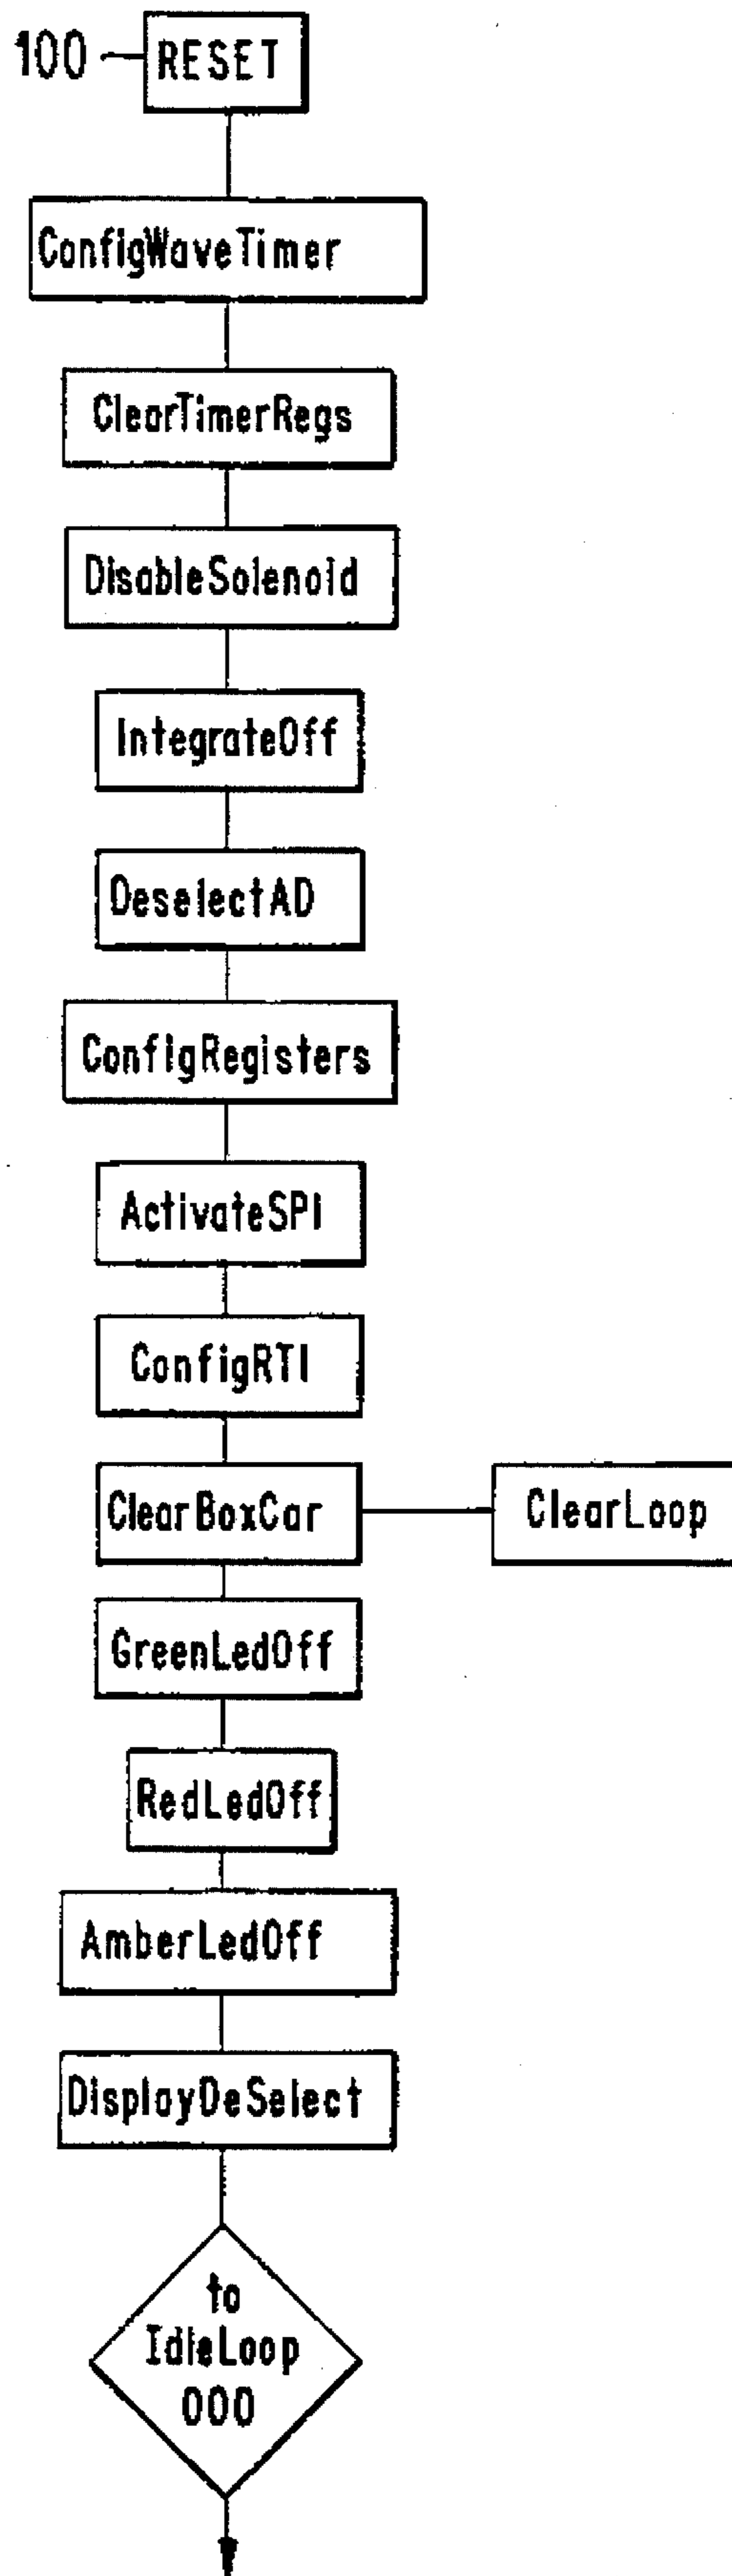 100 RESET
ConfigWaveTimer
ClearTimerRegs
DisableSolenoid
IntegrateOff
DeselectAD
ConfigRegisters
ActivateSPI
ConfigRTI
ClearBoxCar ClearLoop
GreenLedOff
RedLedOff
AmberLedOff
DisplayDeSelect
to
IdleLoop
000